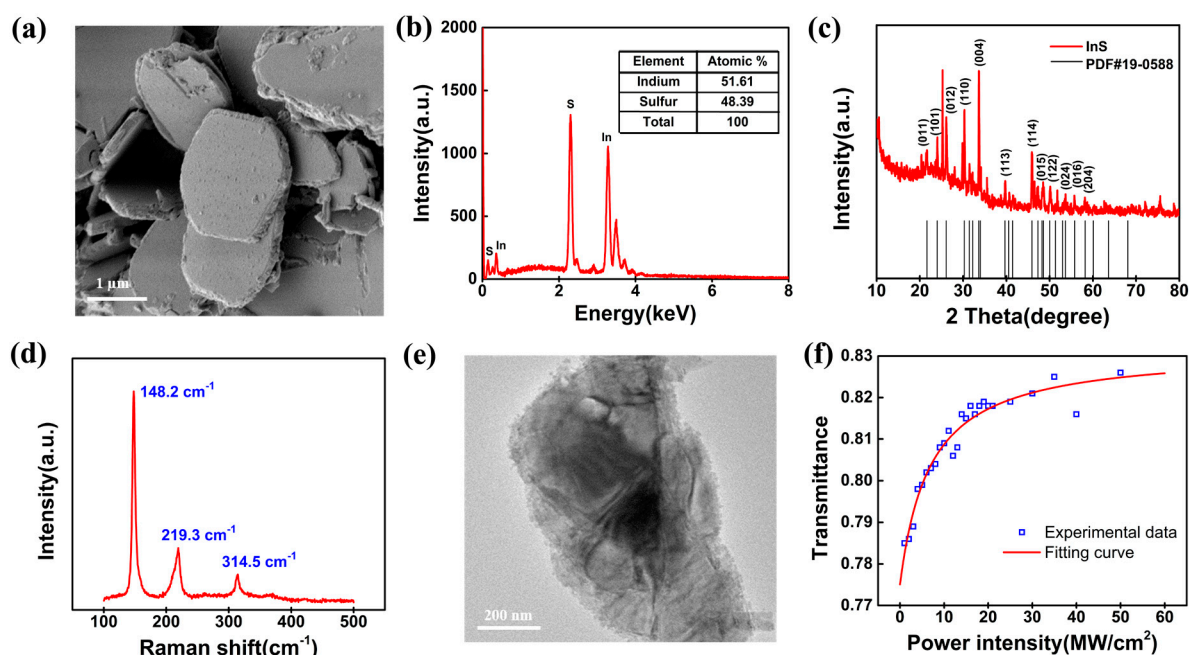 (a)
1 μm
(b)
Intensity(a.u.)
2000
1500
1000
500
0
Element Atomic %
Indium 51.61
Sulfur 48.39
Total 100
S
In
S
In
0 2 4 6 8
Energy(keV)
(c)
Intensity(a.u.)
InS
PDF#19-0588
(011)
(101)
(012)
(110)
(004)
(113)
(114)
(015)
(122)
(024)
(016)
(204)
10 20 30 40 50 60 70 80
2 Theta(degree)
(d)
Intensity(a.u.)
148.2 cm⁻¹
219.3 cm⁻¹
314.5 cm⁻¹
100 200 300 400 500
Raman shift(cm⁻¹)
(e)
200 nm
(f)
Transmittance
0.83
0.82
0.81
0.80
0.79
0.78
0.77
Experimental data
Fitting curve
0 10 20 30 40 50 60
Power intensity(MW/cm²)